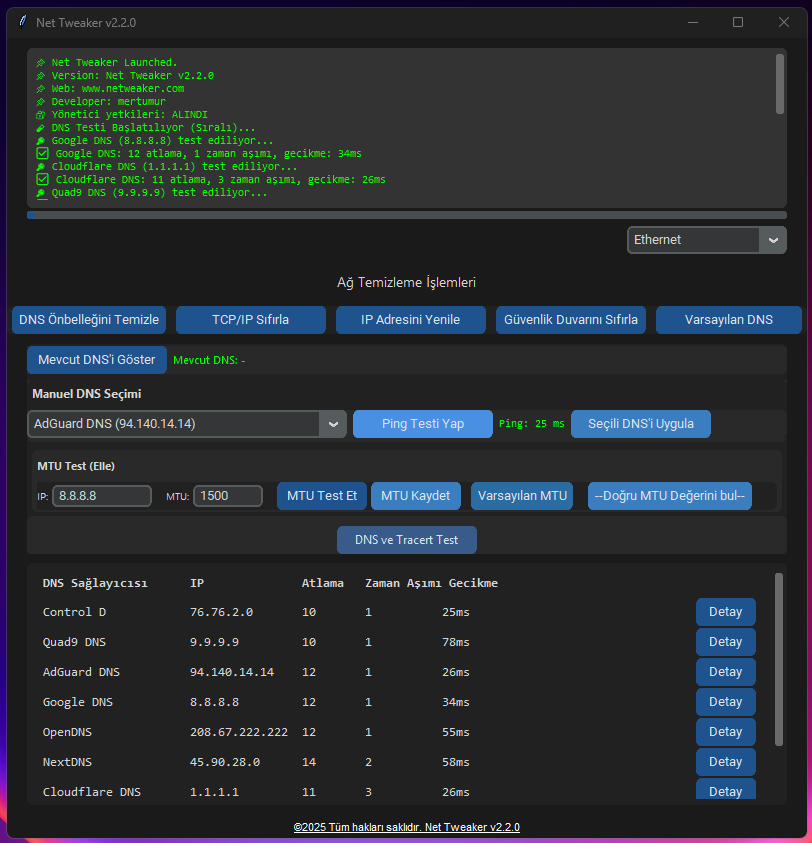 Net Tweaker v2.2.0
Net Tweaker Launched.
Version: Net Tweaker v2.2.0
Web: www.netweaker.com
Developer: mertumur
Yönetici yetkileri: ALINDI
DNS Testi Başlatılıyor (Sıralı)...
Google DNS (8.8.8.8) test ediliyor...
Google DNS: 12 atlama, 1 zaman aşımı, gecikme: 34ms
Cloudflare DNS (1.1.1.1) test ediliyor...
Cloudflare DNS: 11 atlama, 3 zaman aşımı, gecikme: 26ms
Quad9 DNS (9.9.9.9) test ediliyor...
Ethernet
Ağ Temizleme İşlemleri
DNS Önbelleğini Temizle TCP/IP Sıfırla IP Adresini Yenile Güvenlik Duvarını Sıfırla Varsayılan DNS
Mevcut DNS'i Göster Mevcut DNS: -
Manuel DNS Seçimi
AdGuard DNS (94.140.14.14) Ping Testi Yap Ping: 25 ms Seçili DNS'i Uygula
MTU Test (Elle)
IP: 8.8.8.8 MTU: 1500 MTU Test Et MTU Kaydet Varsayılan MTU --Doğru MTU Değerini bul--
DNS ve Tracert Test
DNS Sağlayıcısı IP Atlama Zaman Aşımı Gecikme
Control D 76.76.2.0 10 1 25ms Detay
Quad9 DNS 9.9.9.9 10 1 78ms Detay
AdGuard DNS 94.140.14.14 12 1 26ms Detay
Google DNS 8.8.8.8 12 1 34ms Detay
OpenDNS 208.67.222.222 12 1 55ms Detay
NextDNS 45.90.28.0 14 2 58ms Detay
Cloudflare DNS 1.1.1.1 11 3 26ms Detay
©2025 Tüm hakları saklıdır. Net Tweaker v2.2.0